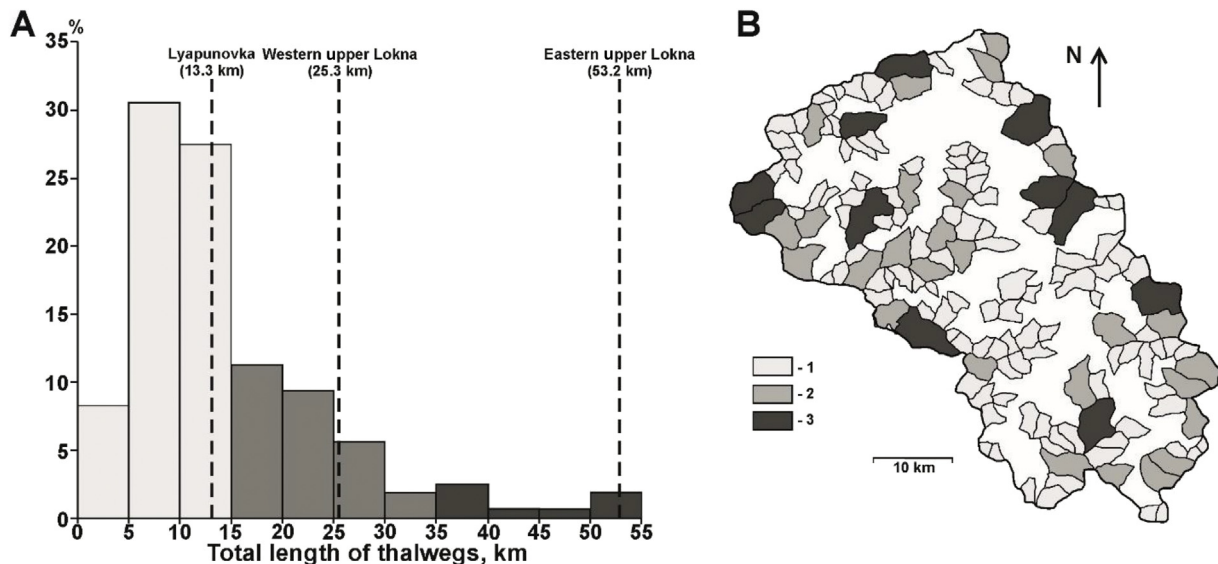 A
%
35
30
25
20
15
10
5
0
Lyapunovka
(13.3 km)
Western upper Lokna
(25.3 km)
Eastern upper Lokna
(53.2 km)
0 5 10 15 20 25 30 35 40 45 50 55
Total length of thalwegs, km
B
N
- 1
- 2
- 3
10 km